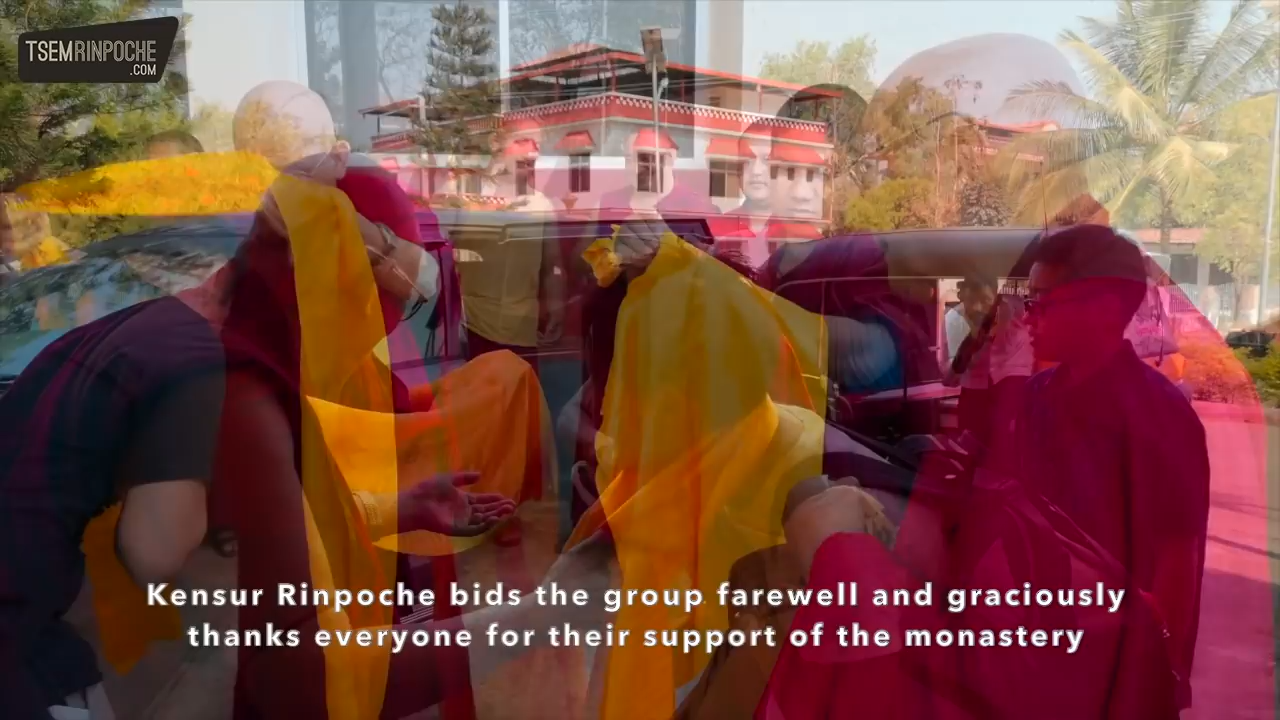 TSEMRINPOCHE
.COM
Kensur Rinpoche bids the group farewell and graciously
thanks everyone for their support of the monastery